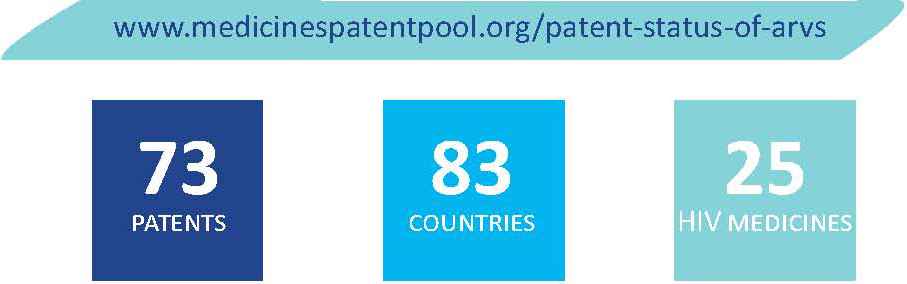 www.medicinespatentpool.org/patent-status-of-arvs
73
PATENTS
83
COUNTRIES
25
HIV MEDICINES